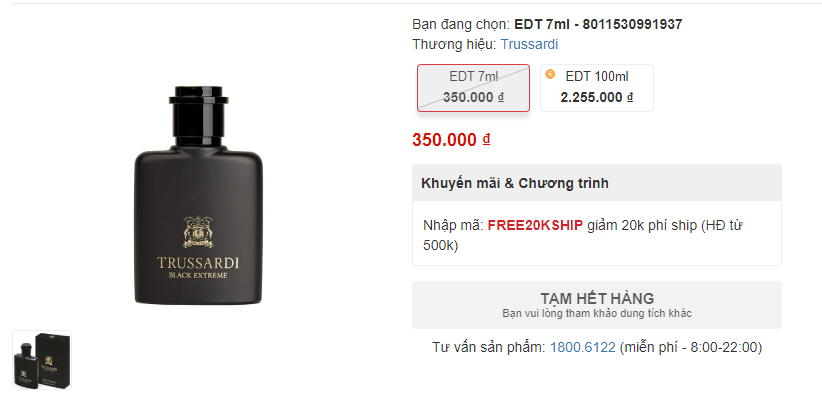 Bạn đang chọn: EDT 7ml - 8011530991937
Thương hiệu: Trussardi
EDT 7ml
350.000 ₫
EDT 100ml
2.255.000 ₫
350.000 ₫
Khuyến mãi & Chương trình
Nhập mã: FREE20KSHIP giảm 20k phí ship (HĐ từ
500k)
TẠM HẾT HÀNG
Bạn vui lòng tham khảo dung tích khác
Tư vấn sản phẩm: 1800.6122 (miễn phí - 8:00-22:00)
TRUSSARDI
BLACK EXTREME